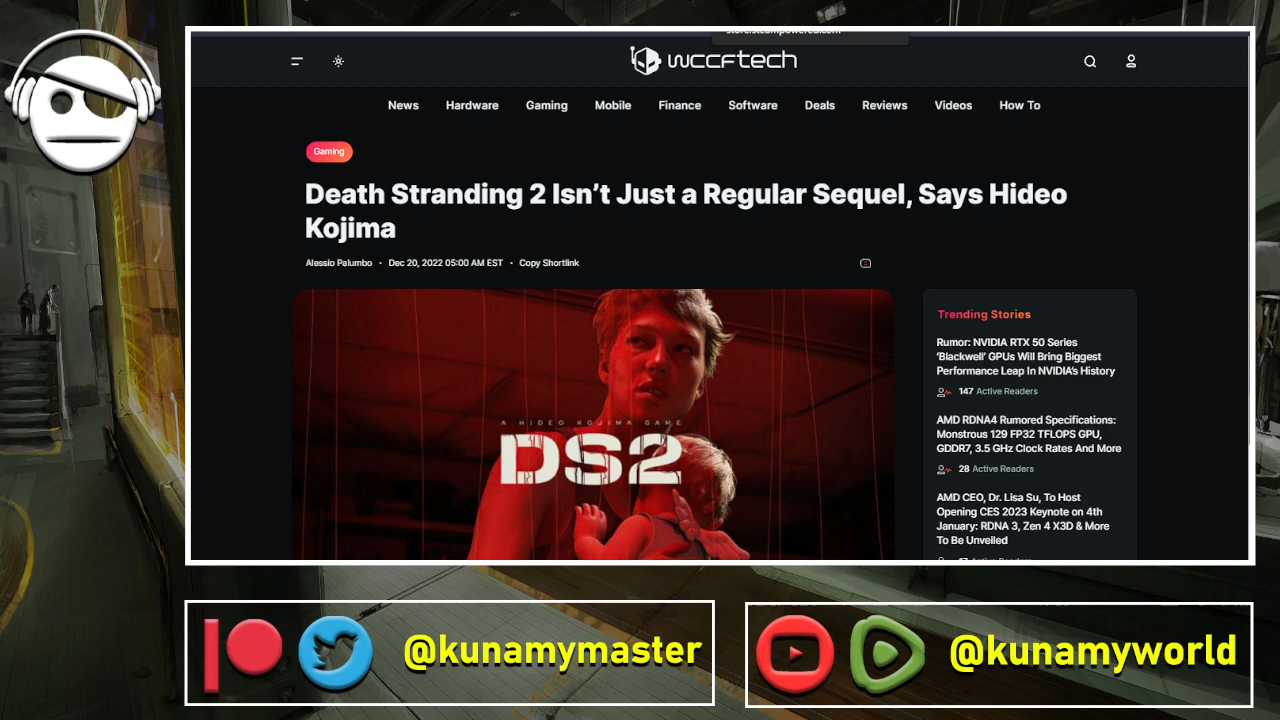 store.steampowered.com
wccftech
News Hardware Gaming Mobile Finance Software Deals Reviews Videos How To
Gaming
Death Stranding 2 Isn’t Just a Regular Sequel, Says Hideo
Kojima
Alessio Palumbo • Dec 20, 2022 05:00 AM EST • Copy Shortlink
A HIDEO KOJIMA GAME
DS2
Trending Stories
Rumor: NVIDIA RTX 50 Series
‘Blackwell’ GPUs Will Bring Biggest
Performance Leap In NVIDIA’s History
147 Active Readers
AMD RDNA4 Rumored Specifications:
Monstrous 129 FP32 TFLOPS GPU,
GDDR7, 3.5 GHz Clock Rates And More
28 Active Readers
AMD CEO, Dr. Lisa Su, To Host
Opening CES 2023 Keynote on 4th
January: RDNA 3, Zen 4 X3D & More
To Be Unveiled
Active Readers
@kunamymaster
@kunamyworld